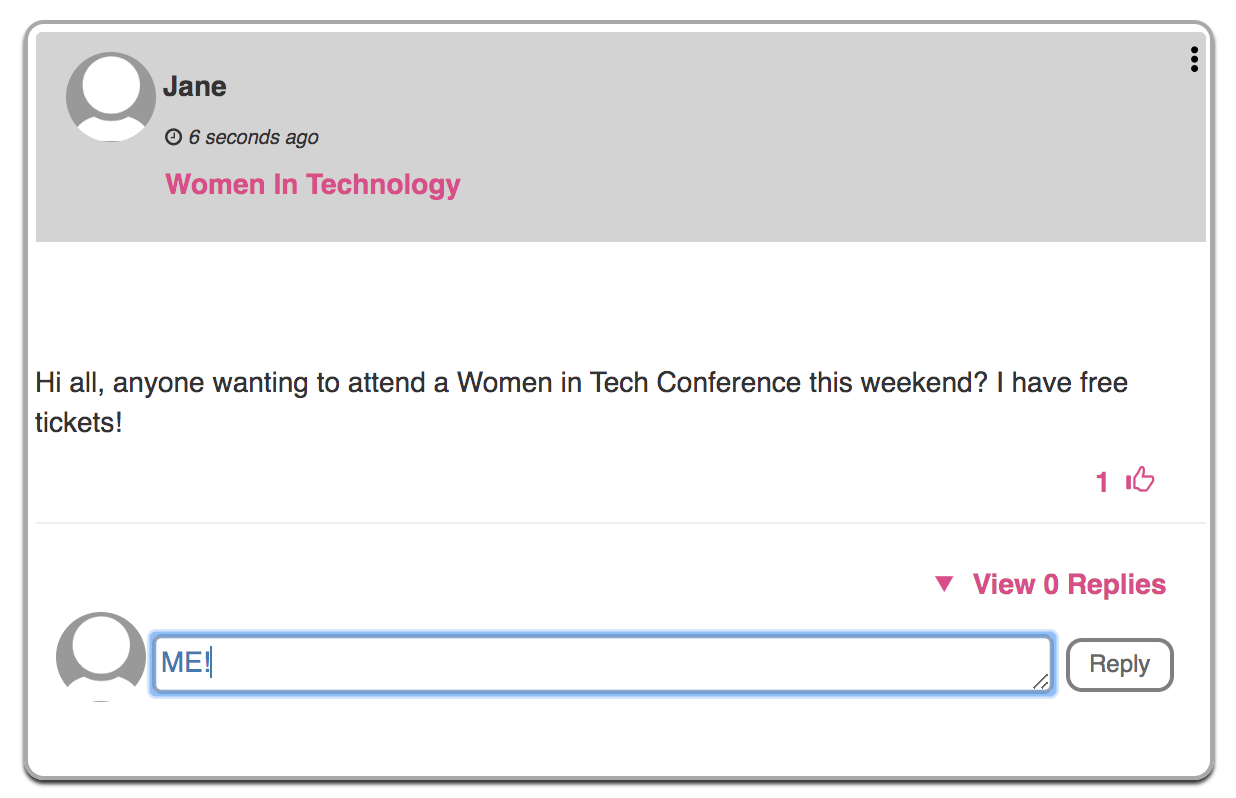 Jane
6 seconds ago
Women In Technology
Hi all, anyone wanting to attend a Women in Tech Conference this weekend? I have free
tickets!
1
View 0 Replies
ME!
Reply